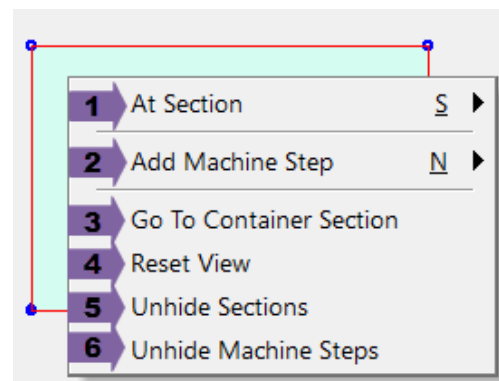 1 At Section S
2 Add Machine Step N
3 Go To Container Section
4 Reset View
5 Unhide Sections
6 Unhide Machine Steps